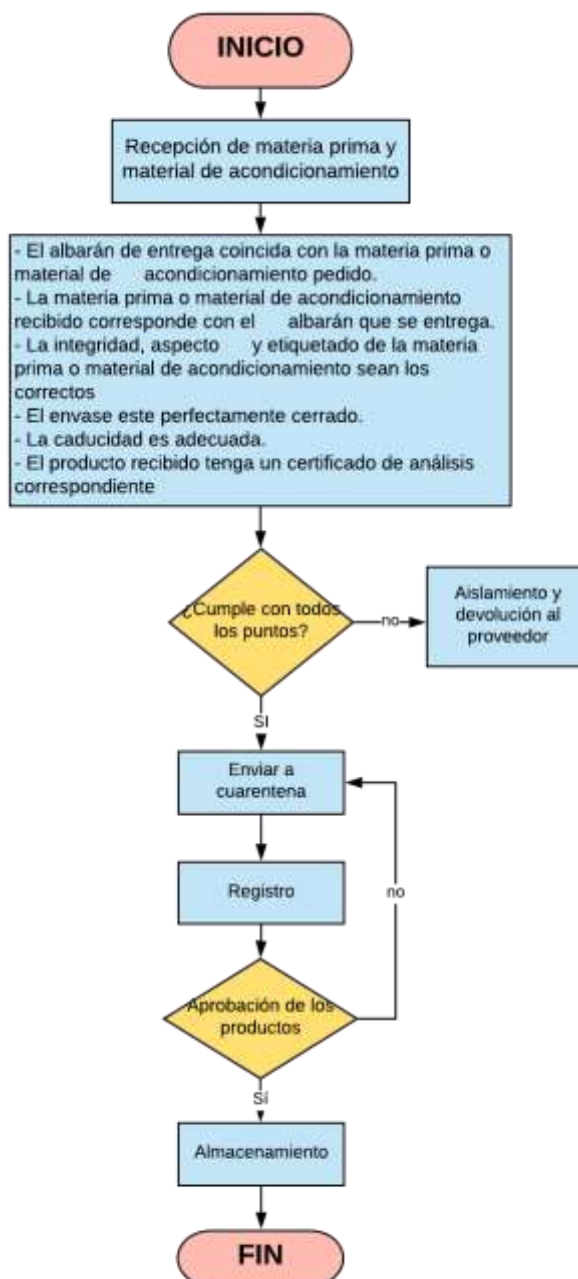 INICIO
Recepción de materia prima y
material de acondicionamiento
- El albarán de entrega coincida con la materia prima o
material de acondicionamiento pedido.
- La materia prima o material de acondicionamiento
recibido corresponde con el albarán que se entrega.
- La integridad, aspecto y etiquetado de la materia
prima o material de acondicionamiento sean los
correctos
- El envase este perfectamente cerrado.
- La caducidad es adecuada.
- El producto recibido tenga un certificado de análisis
correspondiente
¿Cumple con todos
los puntos?
no
Aislamiento y
devolución al
proveedor
SI
Enviar a
cuarentena
Registro
no
Aprobación de los
productos
Sí
Almacenamiento
FIN